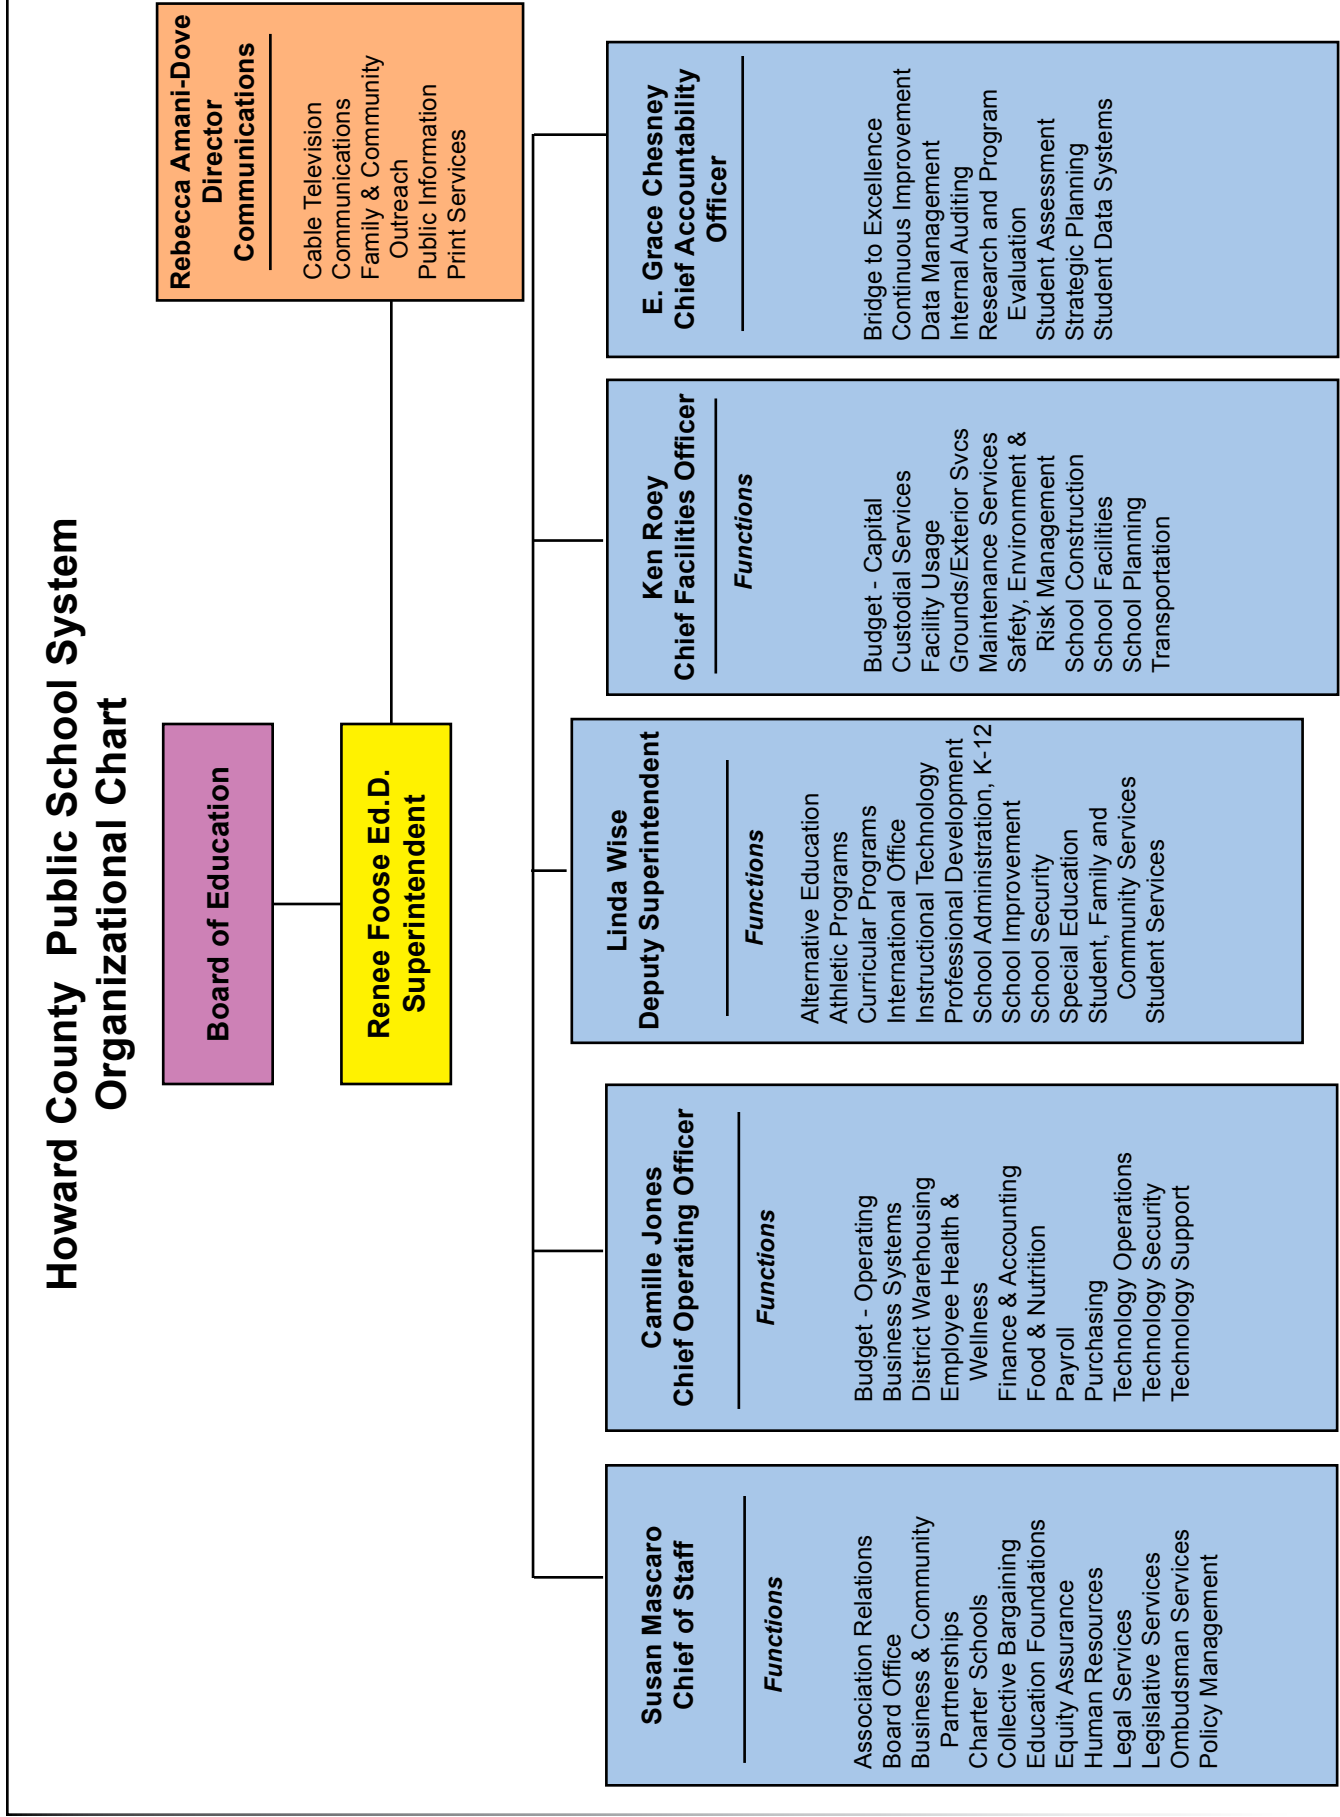 Howard County  Public School System
Organizational Chart
Board of Education
Renee Foose Ed.D.
Superintendent
Rebecca Amani-Dove
Director
Communications
Cable Television
Communications
Family & Community
Outreach
Public Information
Print Services
Susan Mascaro
Chief of Staff
Functions
Association Relations
Board Office
Business & Community
Partnerships
Charter Schools
Collective Bargaining
Education Foundations
Equity Assurance
Human Resources
Legal Services
Legislative Services
Ombudsman Services
Policy Management
Camille Jones
Chief Operating Officer
Functions
Budget - Operating
Business Systems
District Warehousing
Employee Health &
Wellness
Finance & Accounting
Food & Nutrition
Payroll
Purchasing
Technology Operations
Technology Security
Technology Support
Linda Wise
Deputy Superintendent
Functions
Alternative Education
Athletic Programs
Curricular Programs
International Office
Instructional Technology
Professional Development
School Administration, K-12
School Improvement
School Security
Special Education
Student, Family and
Community Services
Student Services
Ken Roey
Chief Facilities Officer
Functions
Budget - Capital
Custodial Services
Facility Usage
Grounds/Exterior Svcs
Maintenance Services
Safety, Environment &
Risk Management
School Construction
School Facilities
School Planning
Transportation
E. Grace Chesney
Chief Accountability
Officer
Bridge to Excellence
Continuous Improvement
Data Management
Internal Auditing
Research and Program
Evaluation
Student Assessment
Strategic Planning
Student Data Systems